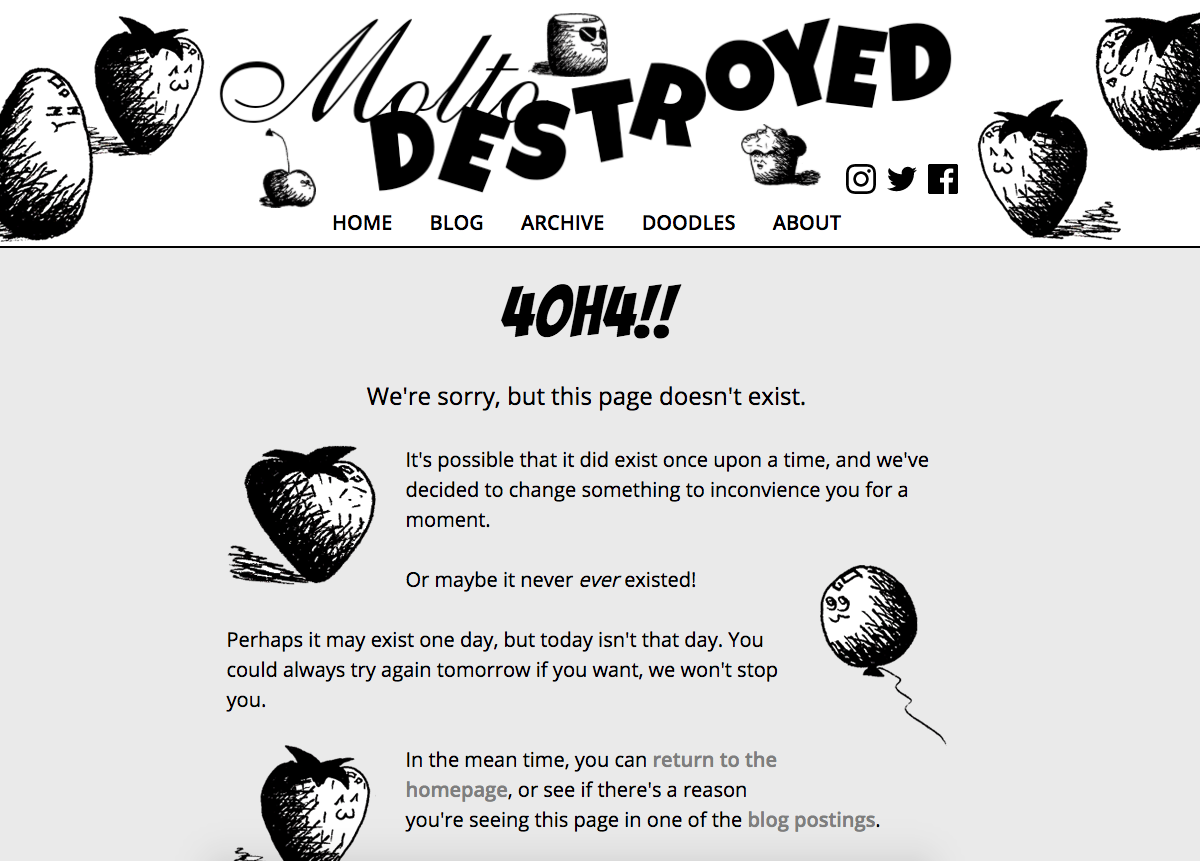 Molto
DESTROYED
HOME BLOG ARCHIVE DOODLES ABOUT
4OH4!!
We're sorry, but this page doesn't exist.
It's possible that it did exist once upon a time, and we've
decided to change something to inconvience you for a
moment.
Or maybe it never ever existed!
Perhaps it may exist one day, but today isn't that day. You
could always try again tomorrow if you want, we won't stop
you.
In the mean time, you can return to the
homepage, or see if there's a reason
you're seeing this page in one of the blog postings.